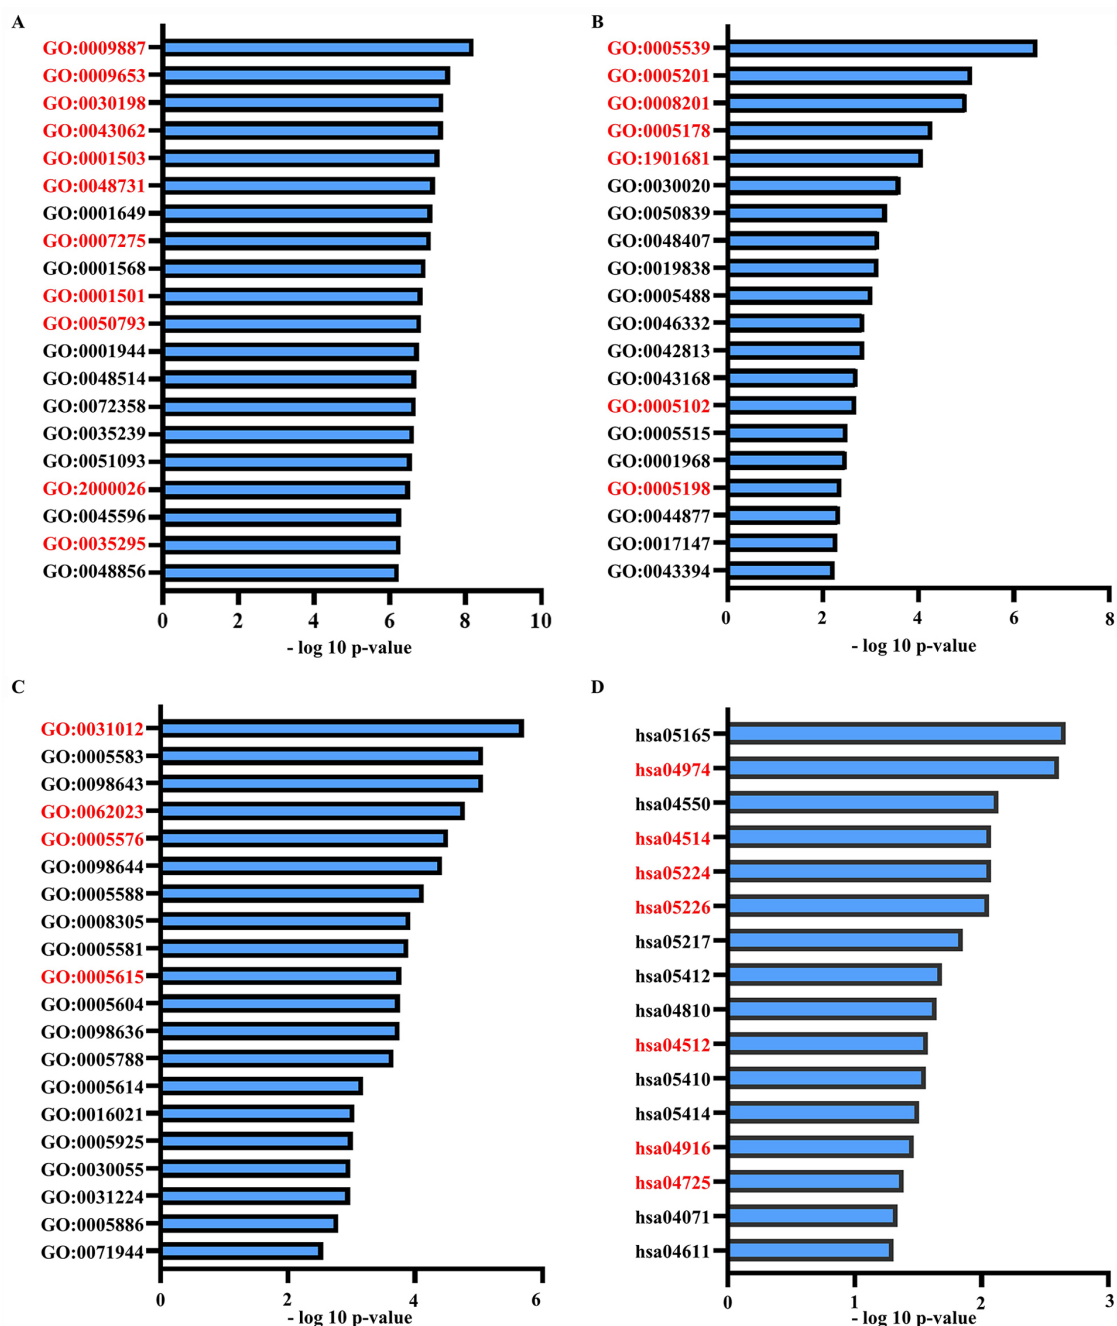 A
GO:0009887
GO:0009653
GO:0030198
GO:0043062
GO:0001503
GO:0048731
GO:0001649
GO:0007275
GO:0001568
GO:0001501
GO:0050793
GO:0001944
GO:0048514
GO:0072358
GO:0035239
GO:0051093
GO:2000026
GO:0045596
GO:0035295
GO:0048856
0 2 4 6 8 10
- log 10 p-value
B
GO:0005539
GO:0005201
GO:0008201
GO:0005178
GO:1901681
GO:0030020
GO:0050839
GO:0048407
GO:0019838
GO:0005488
GO:0046332
GO:0042813
GO:0043168
GO:0005102
GO:0005515
GO:0001968
GO:0005198
GO:0044877
GO:0017147
GO:0043394
0 2 4 6 8
- log 10 p-value
C
GO:0031012
GO:0005583
GO:0098643
GO:0062023
GO:0005576
GO:0098644
GO:0005588
GO:0008305
GO:0005581
GO:0005615
GO:0005604
GO:0098636
GO:0005788
GO:0005614
GO:0016021
GO:0005925
GO:0030055
GO:0031224
GO:0005886
GO:0071944
0 2 4 6
- log 10 p-value
D
hsa05165
hsa04974
hsa04550
hsa04514
hsa05224
hsa05226
hsa05217
hsa05412
hsa04810
hsa04512
hsa05410
hsa05414
hsa04916
hsa04725
hsa04071
hsa04611
0 1 2 3
- log 10 p-value